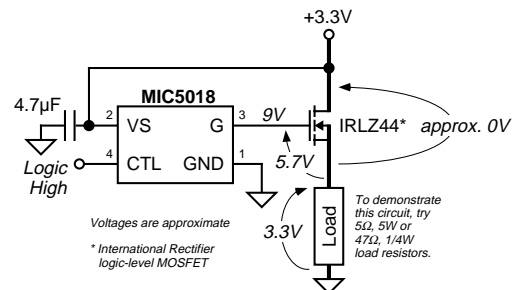 +3.3V
MIC5018
4.7µF
2 VS G 3 9V IRLZ44* approx. 0V
Logic
High
4 CTL GND 1
5.7V
Voltages are approximate
* International Rectifier
logic-level MOSFET
3.3V
Load
To demonstrate
this circuit, try
5Ω, 5W or
47Ω, 1/4W
load resistors.